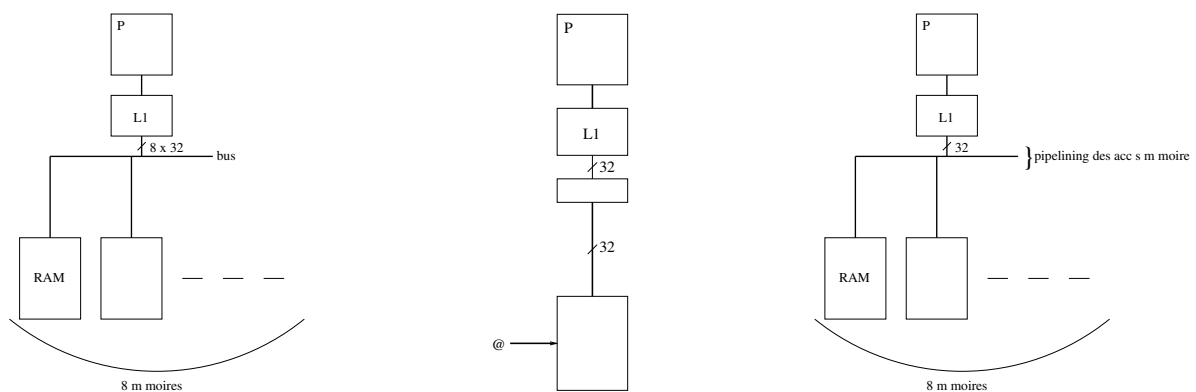 P
L1
8 x 32
bus
RAM
8 m moires
P
L1
32
32
@
P
L1
32
pipelining des acc s m moire
RAM
8 m moires